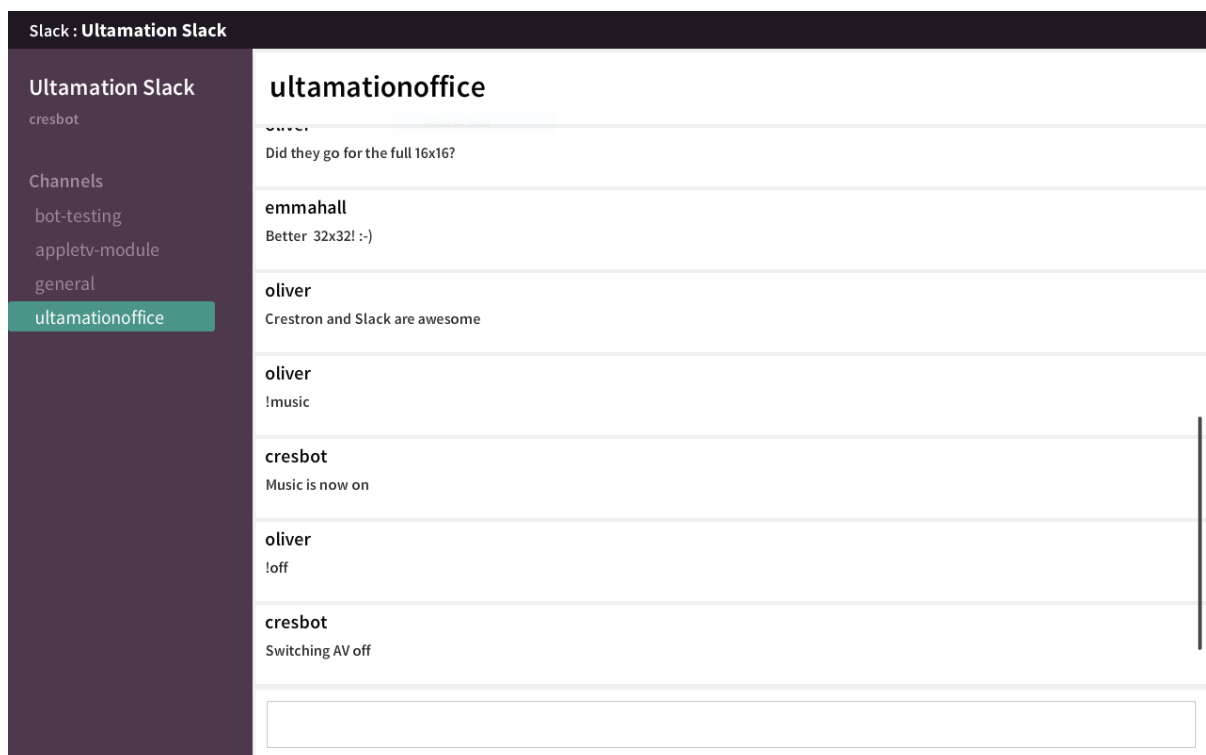 Slack : Ultamation Slack
Ultamation Slack
cresbot
Channels
bot-testing
appletv-module
general
ultamationoffice
ultamationoffice
oliver
Did they go for the full 16x16?
emmahall
Better 32x32! :-)
oliver
Crestron and Slack are awesome
oliver
!music
cresbot
Music is now on
oliver
!off
cresbot
Switching AV off